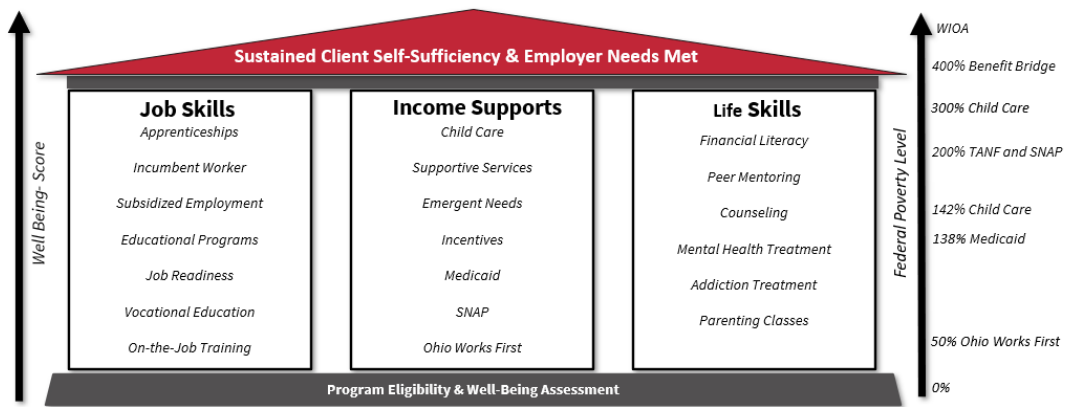 Sustained Client Self-Sufficiency & Employer Needs Met
Well Being- Score
Job Skills
Apprenticeships
Incumbent Worker
Subsidized Employment
Educational Programs
Job Readiness
Vocational Education
On-the-Job Training
Income Supports
Child Care
Supportive Services
Emergent Needs
Incentives
Medicaid
SNAP
Ohio Works First
Life Skills
Financial Literacy
Peer Mentoring
Counseling
Mental Health Treatment
Addiction Treatment
Parenting Classes
Federal Poverty Level
WIOA
400% Benefit Bridge
300% Child Care
200% TANF and SNAP
142% Child Care
138% Medicaid
50% Ohio Works First
0%
Program Eligibility & Well-Being Assessment